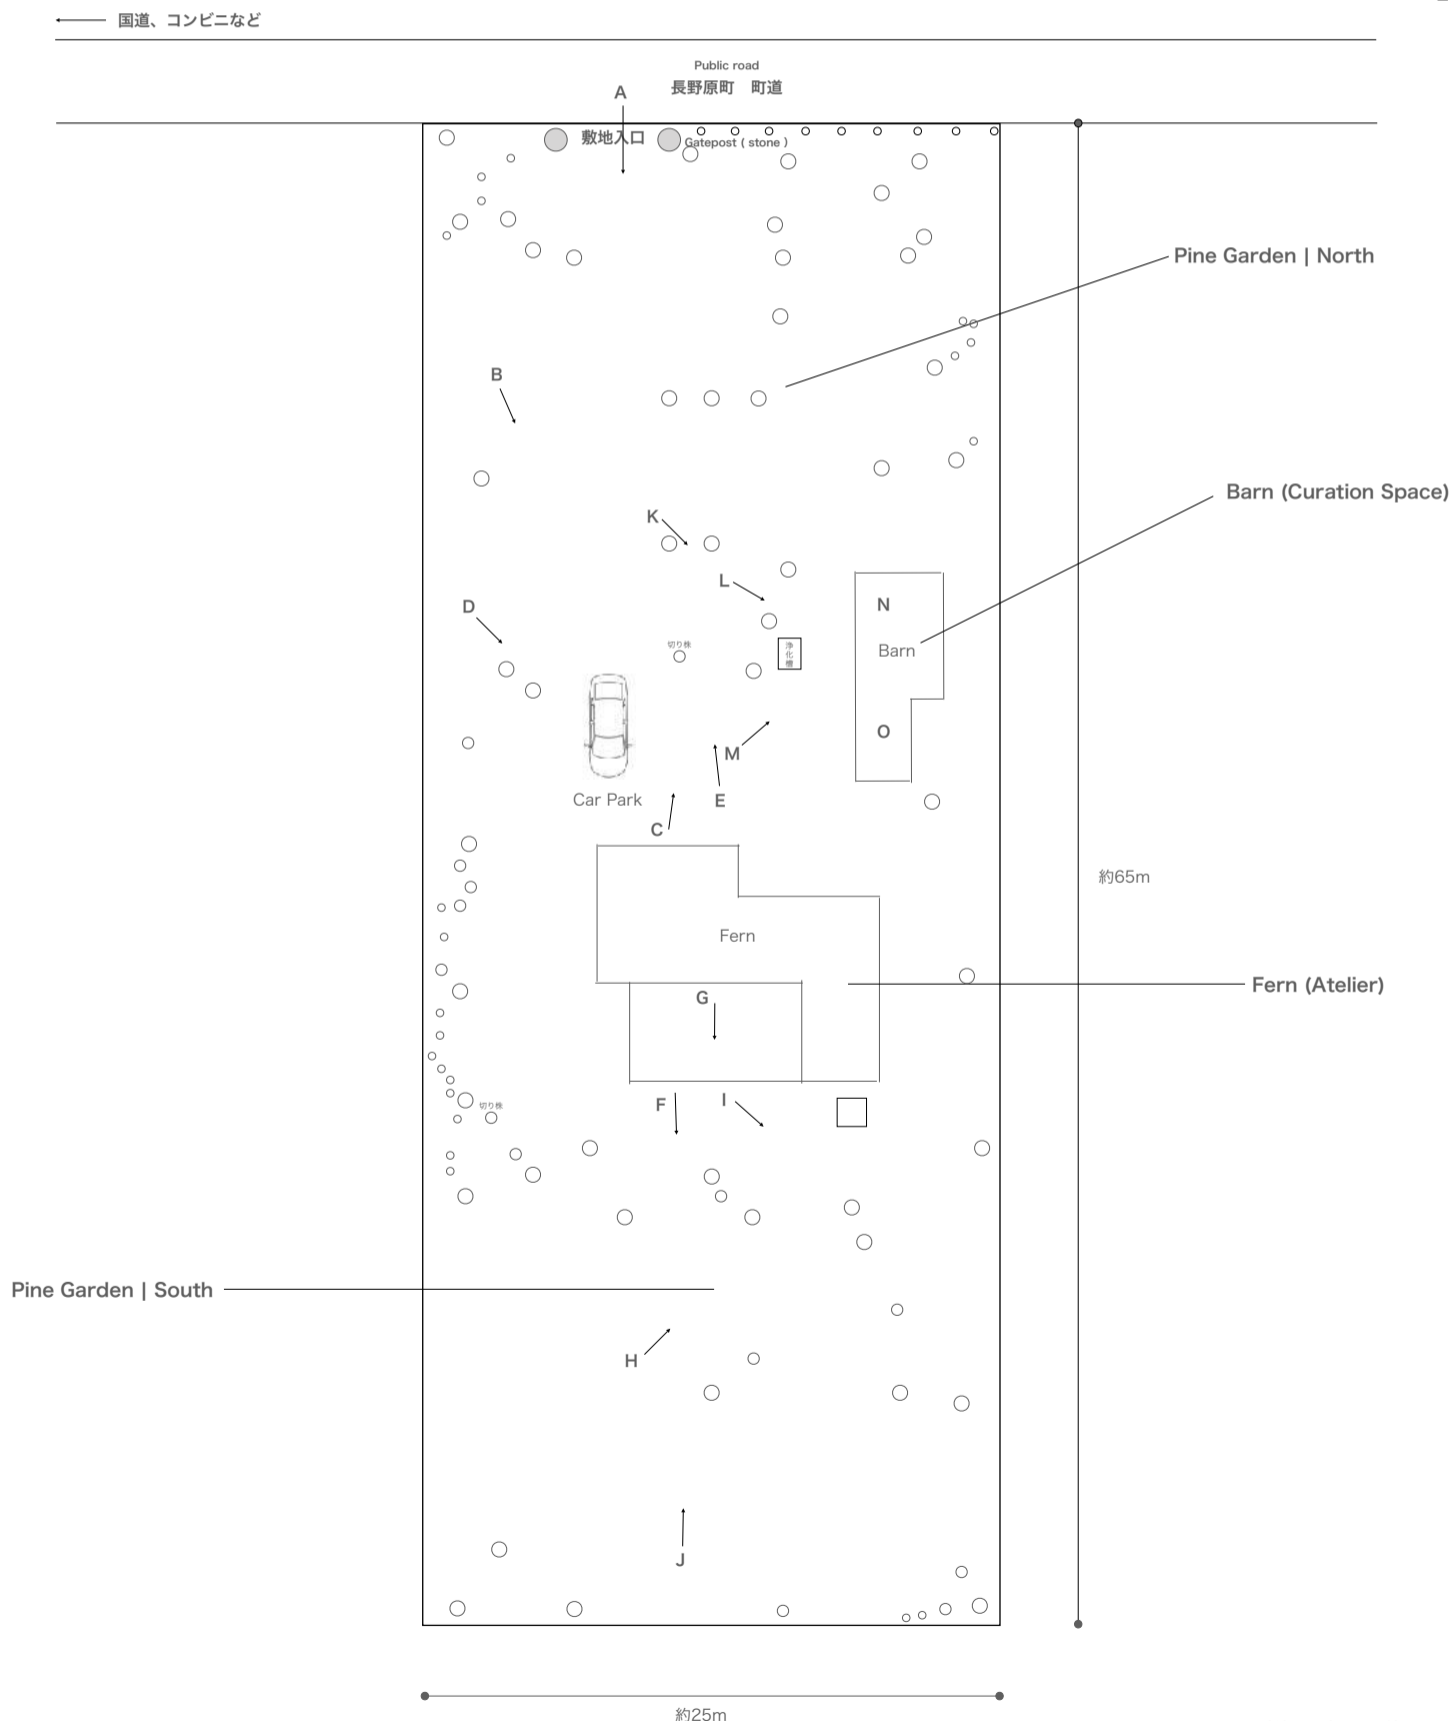 国道、コンビニなど
Public road
長野原町　町道
A
敷地入口
Gatepost ( stone )
Pine Garden | North
B
Barn (Curation Space)
K
L
N
D
切り株
浄化槽
Barn
O
M
Car Park
E
C
約65m
Fern
Fern (Atelier)
G
F
I
切り株
Pine Garden | South
H
J
約25m